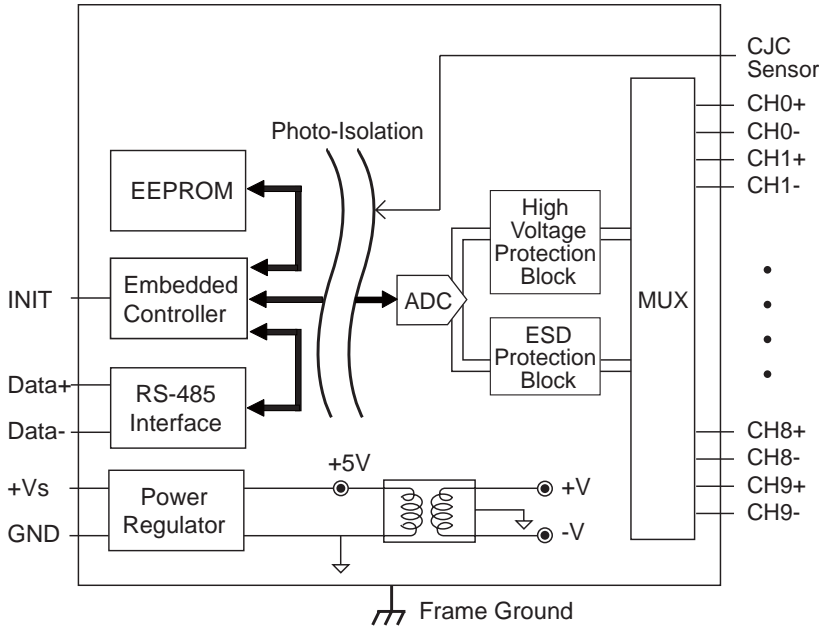 CJC
Sensor
CH0+
CH0-
CH1+
CH1-
Photo-Isolation
EEPROM
High
Voltage
Protection
Block
INIT
Embedded
Controller
ADC
MUX
ESD
Protection
Block
Data+
Data-
RS-485
Interface
CH8+
CH8-
CH9+
CH9-
+5V
+Vs
GND
Power
Regulator
+V
-V
Frame Ground